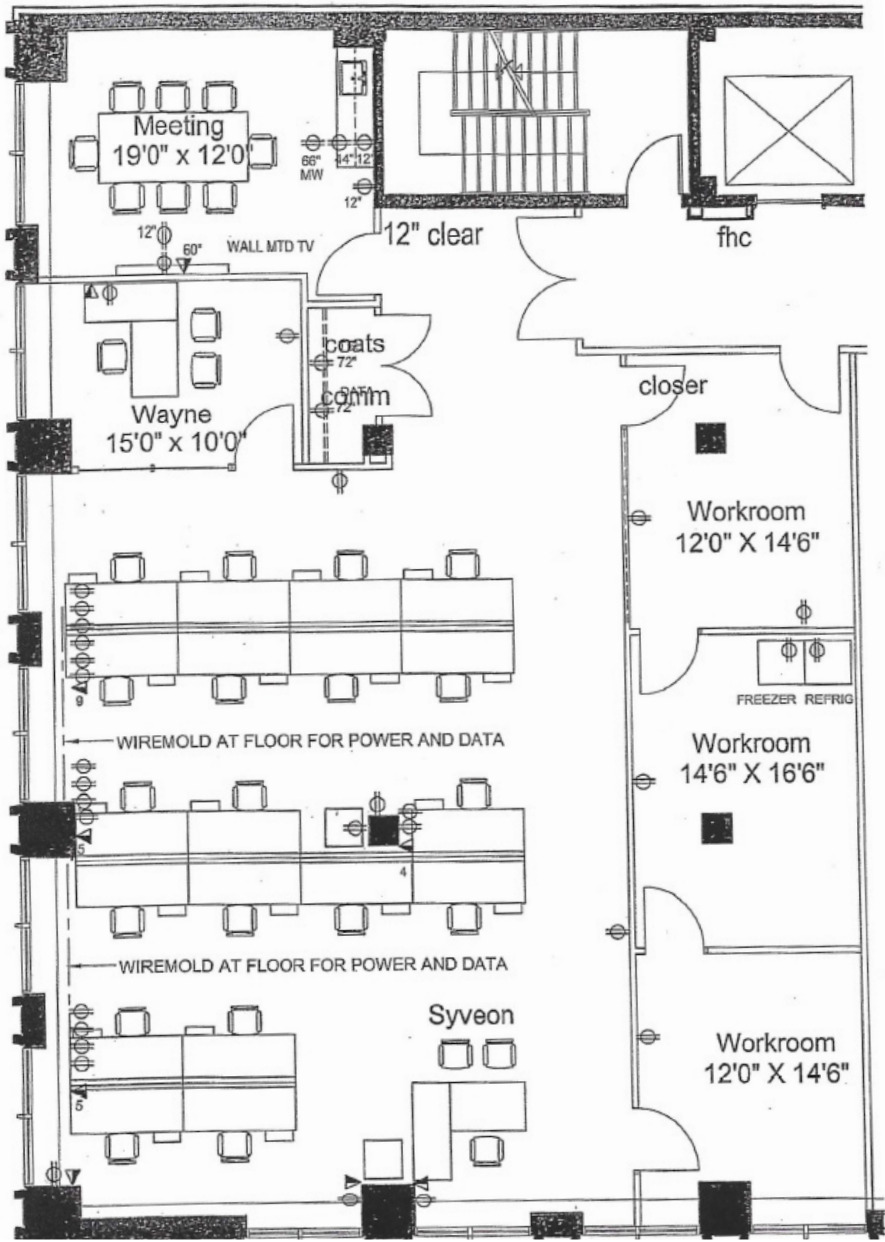 Meeting
19'0" x 12'0"
66"
44"
12"
MW
12"
12"
60"
WALL MTD TV
12" clear
fhc
coats
72"
DATA
comm
72"
closer
Wayne
15'0" x 10'0"
Workroom
12'0" X 14'6"
FREEZER REFRIG
9
WIREMOLD AT FLOOR FOR POWER AND DATA
Workroom
14'6" X 16'6"
5
4
WIREMOLD AT FLOOR FOR POWER AND DATA
Syveon
Workroom
12'0" X 14'6"
5